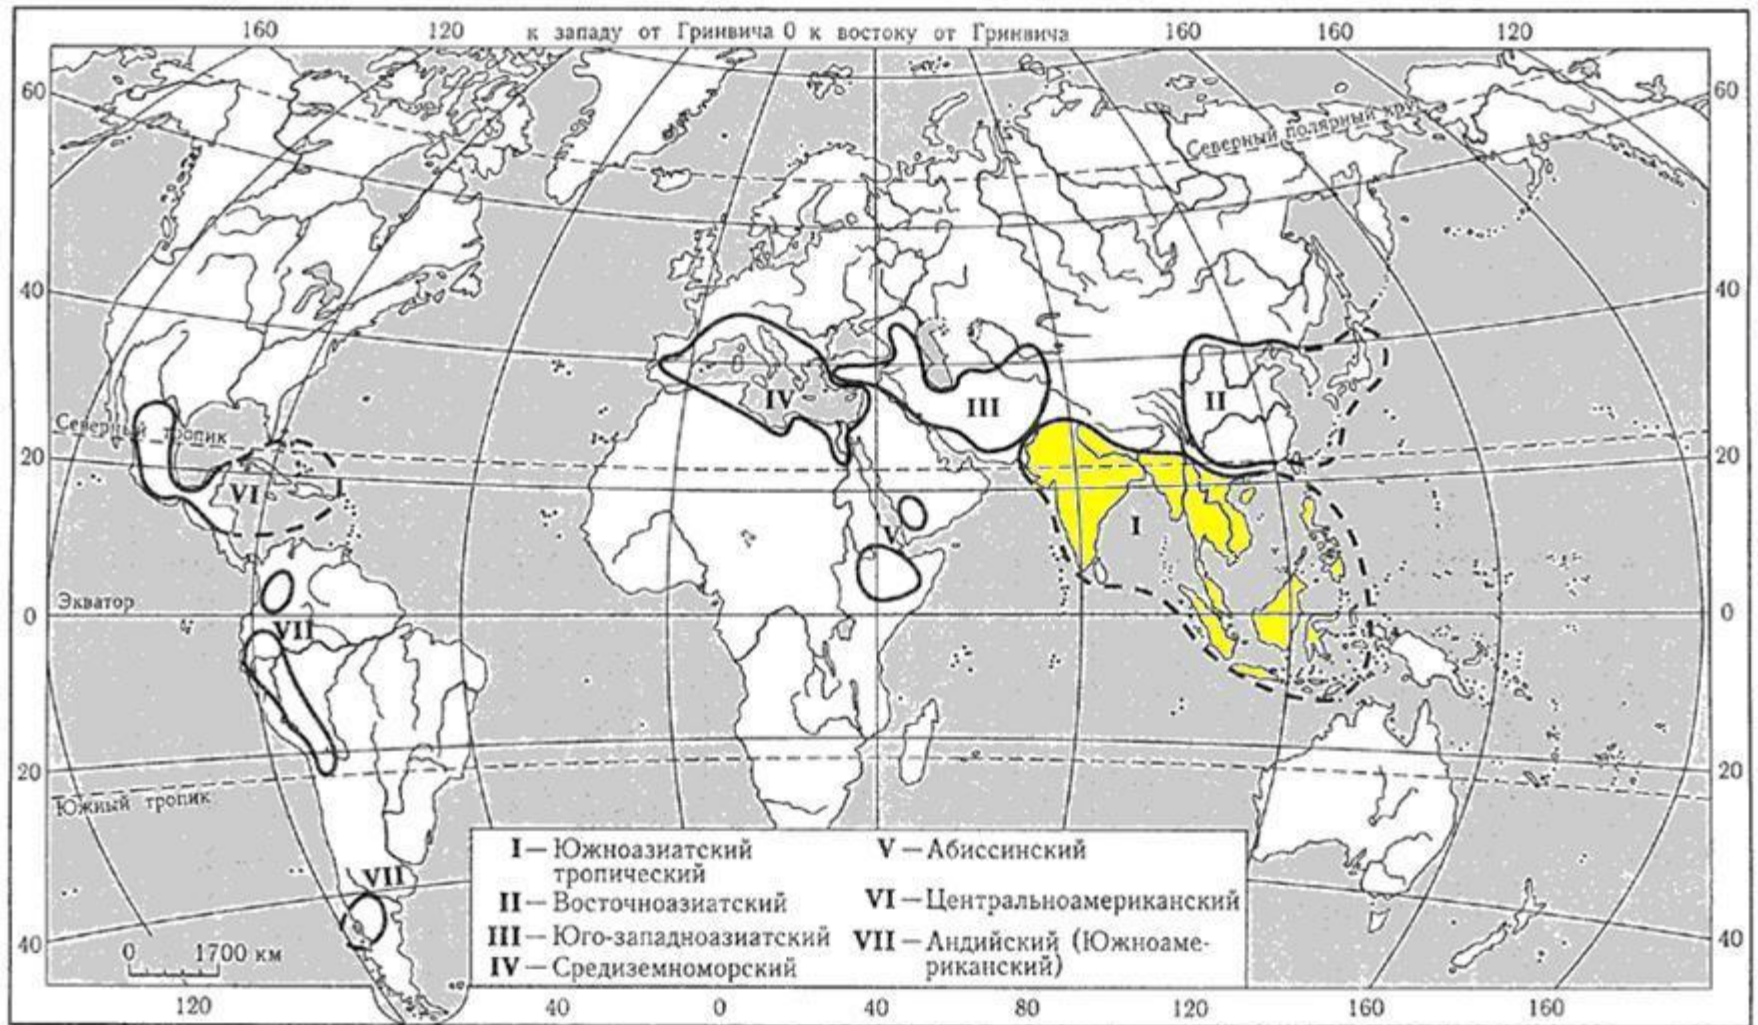 160 120 к западу от Гринвича 0 к востоку от Гринвича 160 160 120
60 60
Северный полярный круг
40 40
IV III II
Северный тропик
20 20
VI I
V
Экватор
0 0
VII
20 20
Южный тропик
VII
I — Южноазиатский
тропический
II — Восточноазиатский
III — Юго-западноазиатский
IV — Средиземноморский
V — Абиссинский
VI — Центральноамериканский
VII — Андийский (Южноаме-
риканский)
40 40
0 1700 км
120 40 0 40 80 120 160 160